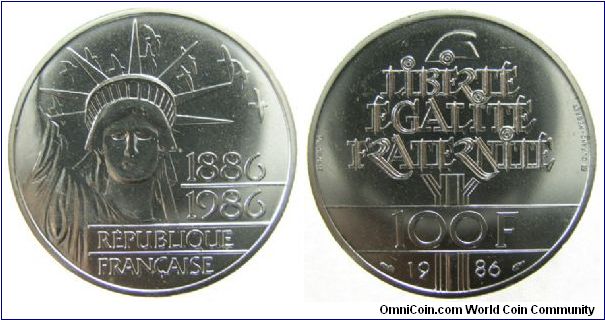 1886
1986
RÉPUBLIQUE
FRANÇAISE
LIBERTÉ
ÉGALITÉ
FRATERNITÉ
100 F
19 86
OmniCoin.com World Coin Community